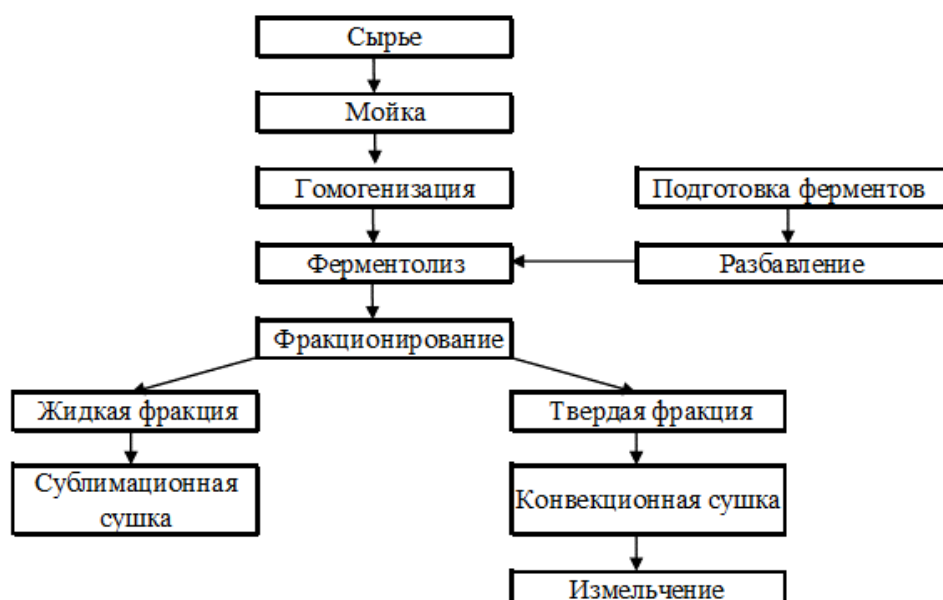 Сырье
Мойка
Гомогенизация
Подготовка ферментов
Ферментолиз
Разбавление
Фракционирование
Жидкая фракция
Твердая фракция
Сублимационная
сушка
Конвекционная сушка
Измельчение